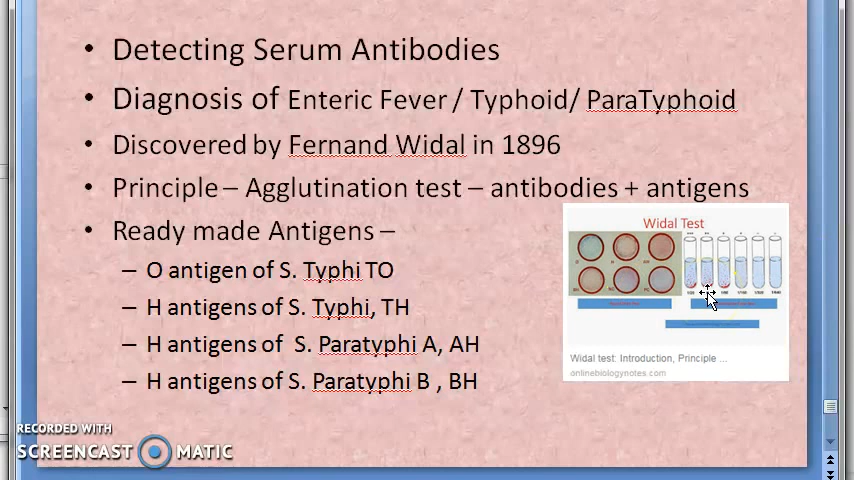 • Detecting Serum Antibodies
• Diagnosis of Enteric Fever / Typhoid/ ParaTyphoid
• Discovered by Fernand Widal in 1896
• Principle – Agglutination test – antibodies + antigens
• Ready made Antigens –
– O antigen of S. Typhi TO
– H antigens of S. Typhi, TH
– H antigens of S. Paratyphi A, AH
– H antigens of S. Paratyphi B , BH
Widal Test
Widal test: Introduction, Principle ...
onlinebiologynotes.com
RECORDED WITH
SCREENCAST MATIC